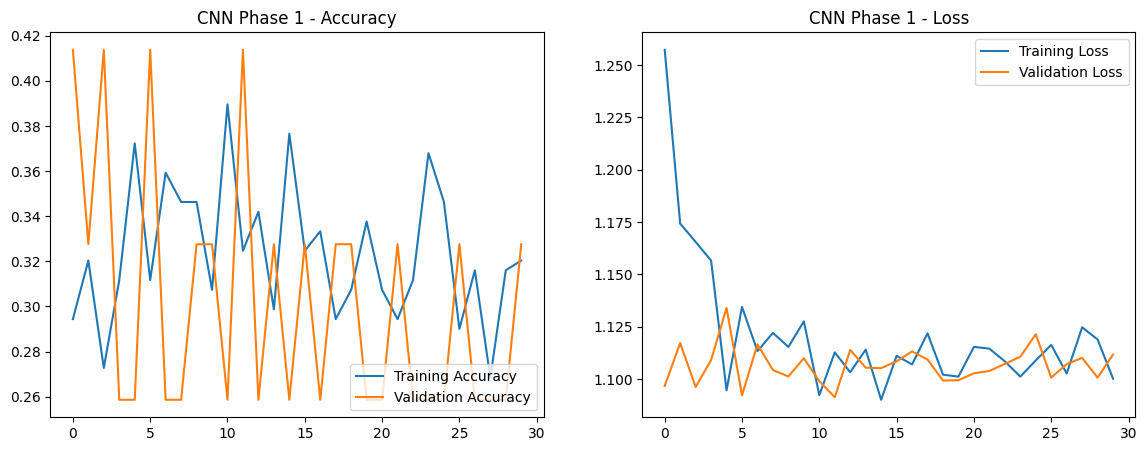 CNN Phase 1 - Accuracy
0.42
0.40
0.38
0.36
0.34
0.32
0.30
0.28
0.26
0 5 10 15 20 25 30
Training Accuracy
Validation Accuracy
CNN Phase 1 - Loss
1.250
1.225
1.200
1.175
1.150
1.125
1.100
0 5 10 15 20 25 30
Training Loss
Validation Loss